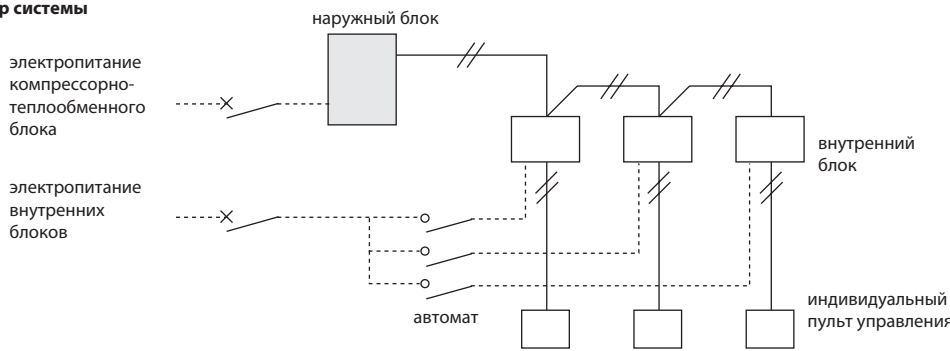 р системы
наружный блок
электропитание
компрессорно-
теплообменного
блока
внутренний
блок
электропитание
внутренних
блоков
автомат
индивидуальный
пульт управления